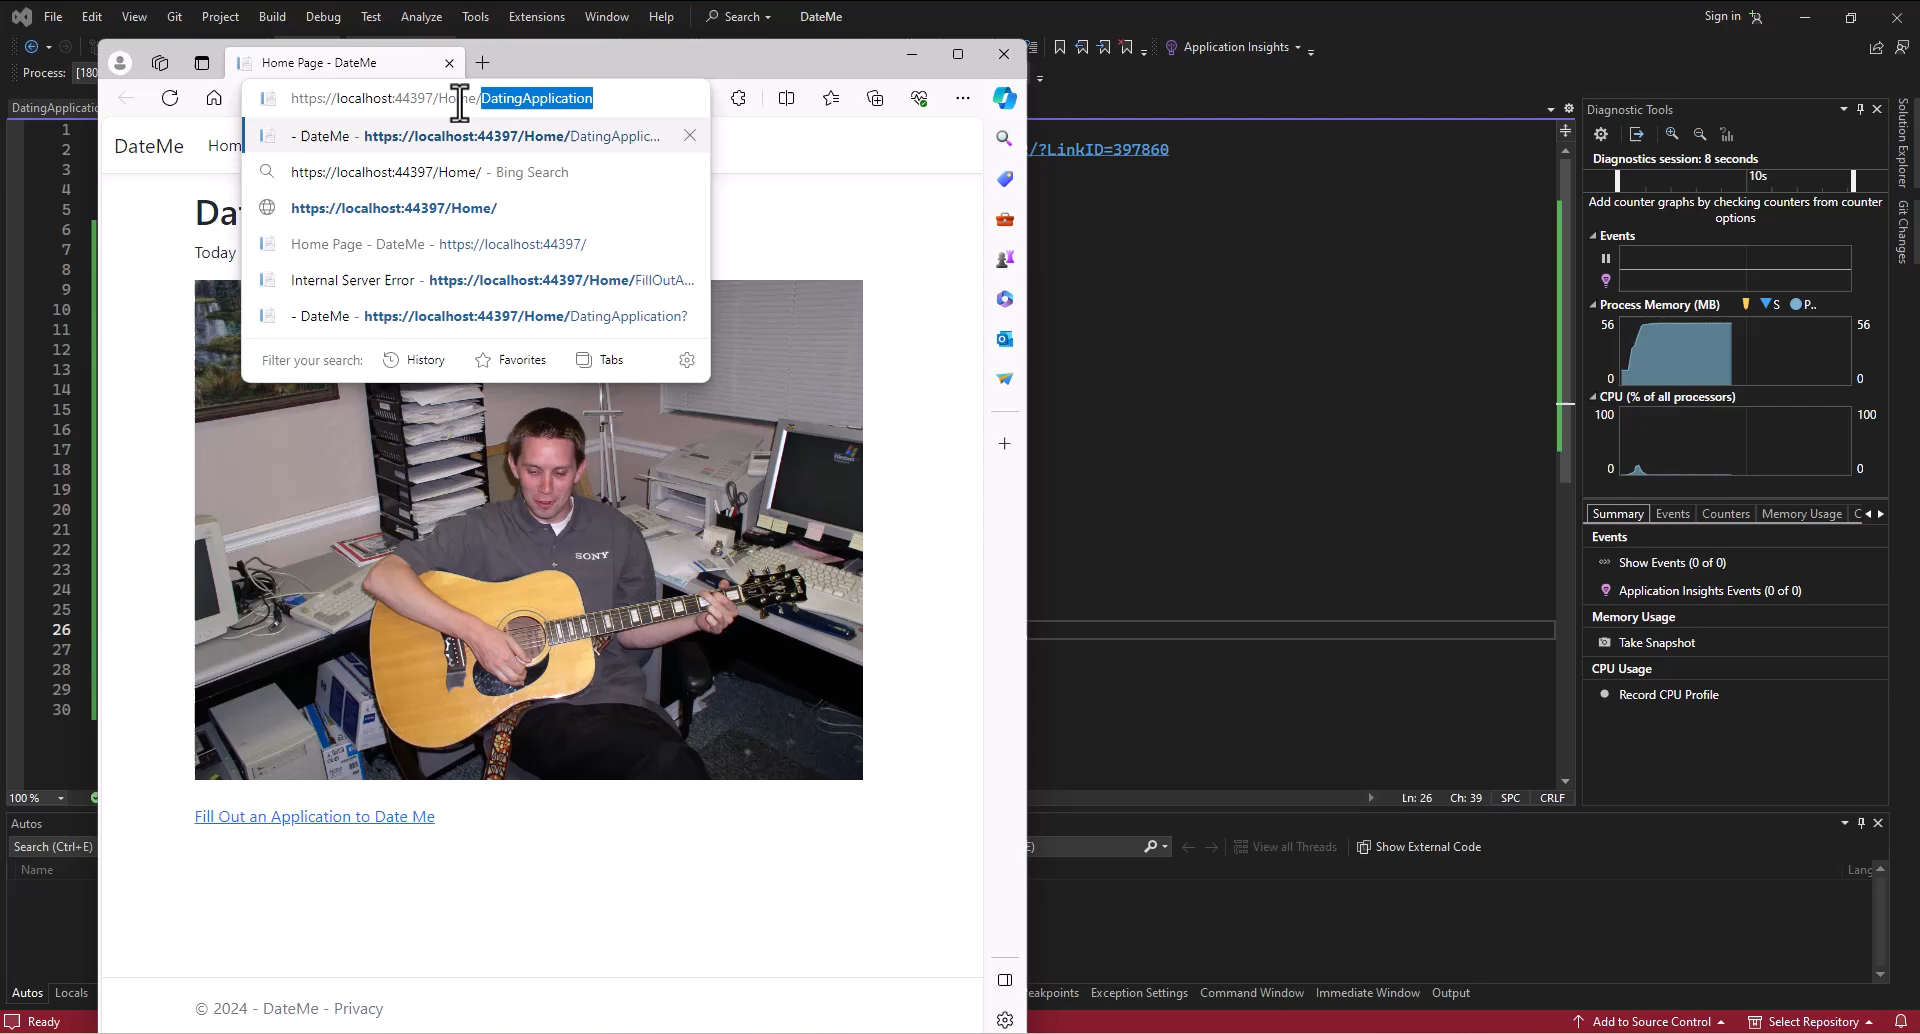 File Edit View Git Project Build Debug Test Analyze Tools Extensions Window Help Search DateMe Sign in
Application Insights
Process: [180
Home Page - DateMe
https://localhost:44397/Home/DatingApplication
- DateMe - https://localhost:44397/Home/DatingApplic...
https://localhost:44397/Home/ - Bing Search
https://localhost:44397/Home/
Home Page - DateMe - https://localhost:44397/
Internal Server Error - https://localhost:44397/Home/FillOutA...
- DateMe - https://localhost:44397/Home/DatingApplication?
Filter your search: History Favorites Tabs
DatingApplicatio
DateMe Hom
Da
Today
SONY
Fill Out an Application to Date Me
© 2024 - DateMe - Privacy
1
2
3
4
5
6
7
8
9
10
11
12
13
14
15
16
17
18
19
20
21
22
23
24
25
26
27
28
29
30
100 %
/?LinkID=397860
Ln: 26 Ch: 39 SPC CRLF
Diagnostic Tools
Diagnostics session: 8 seconds
10s
Add counter graphs by checking counters from counter
options
Events
Process Memory (MB) S P..
56 56
0 0
CPU (% of all processors)
100 100
0 0
Summary Events Counters Memory Usage C
Events
Show Events (0 of 0)
Application Insights Events (0 of 0)
Memory Usage
Take Snapshot
CPU Usage
Record CPU Profile
Solution Explorer
Git Changes
Autos
Search (Ctrl+E)
Name
E)
View all Threads Show External Code
Lang
Autos Locals
eakpoints Exception Settings Command Window Immediate Window Output
Ready
Add to Source Control Select Repository